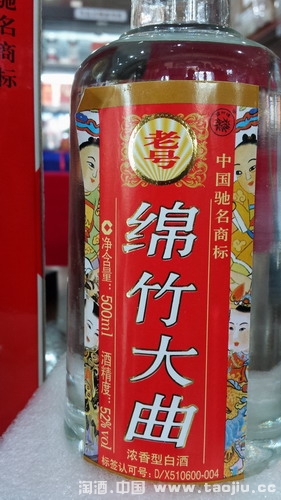 驰名商标
老号
绵竹大曲
中国驰名商标
净含量：500ml
酒精度：52%vol
浓香型白酒
标签认可号：D/X510600-004
淘酒.中国 www.taojiu.cc